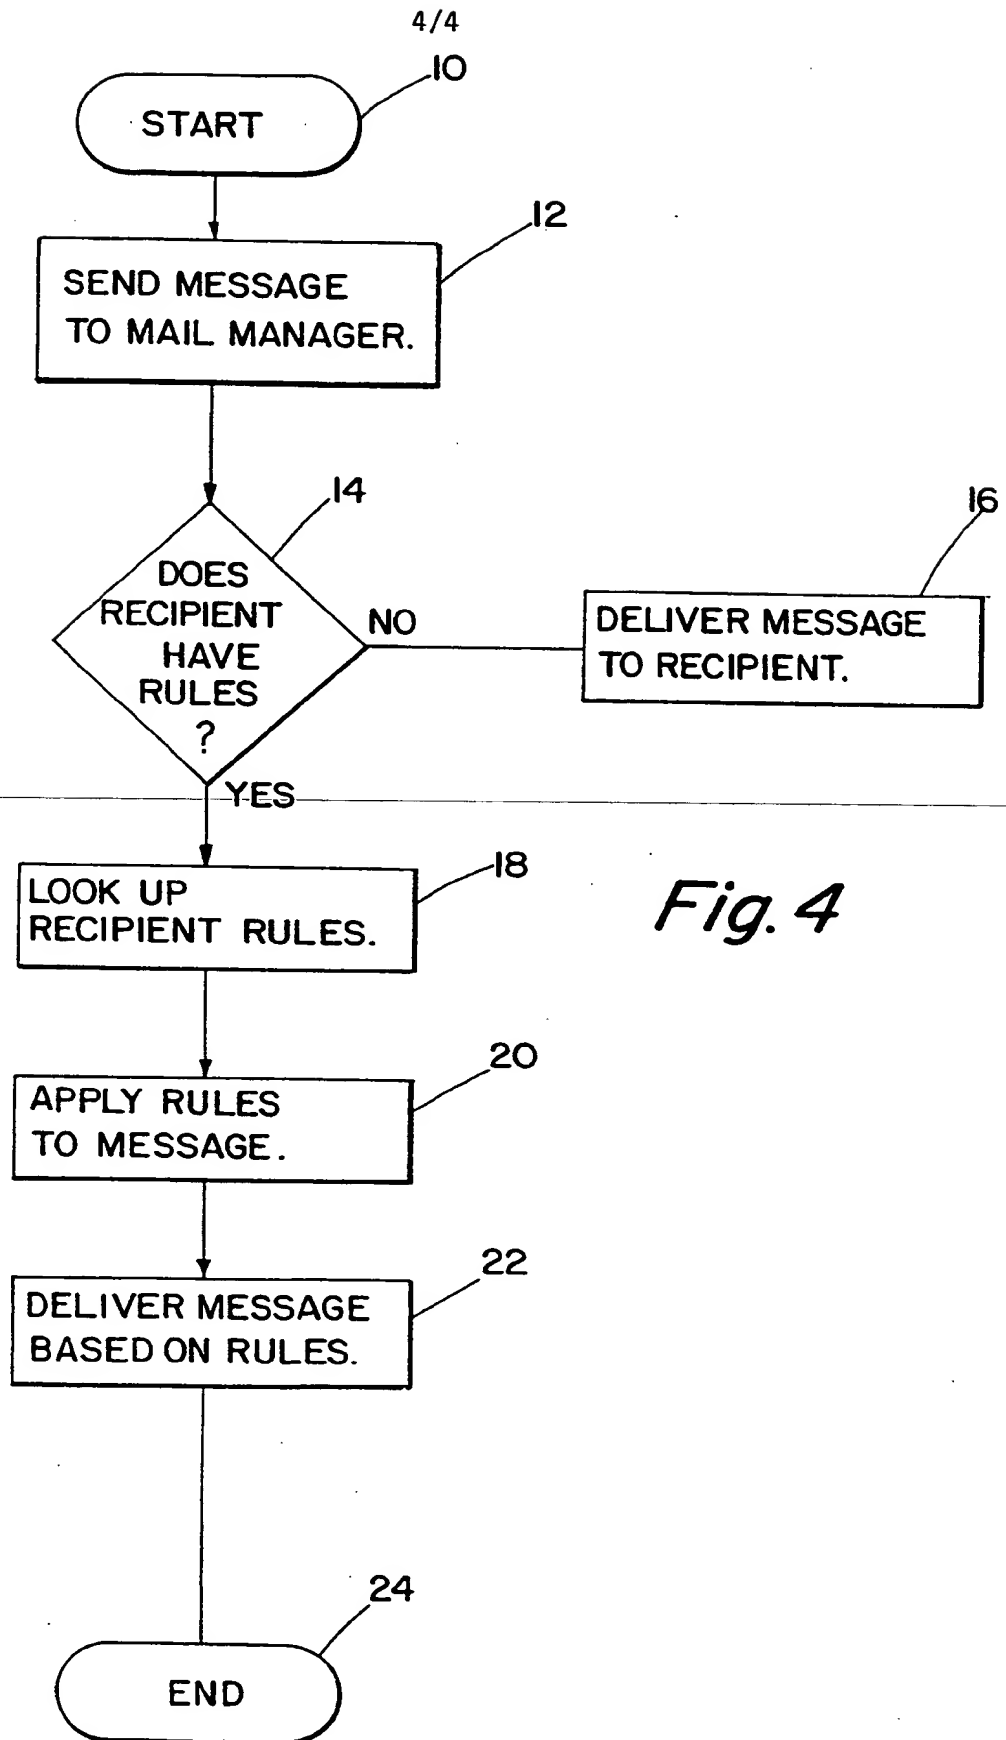 4/4
10
START
12
SEND MESSAGE
TO MAIL MANAGER.
14
DOES
RECIPIENT
HAVE
RULES
?
NO
16
DELIVER MESSAGE
TO RECIPIENT.
YES
18
LOOK UP
RECIPIENT RULES.
Fig. 4
20
APPLY RULES
TO MESSAGE.
22
DELIVER MESSAGE
BASED ON RULES.
24
END